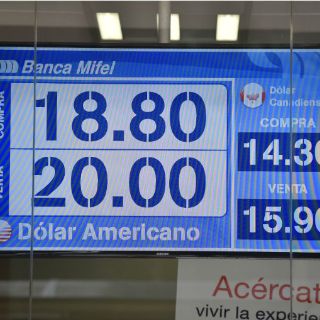 Banca Mifel
COMPRA
18.80
VENTA
20.00
Dólar Americano
Dólar
Canadiens
COMPRA
14.30
VENTA
15.90
Acércat
vivir la experie